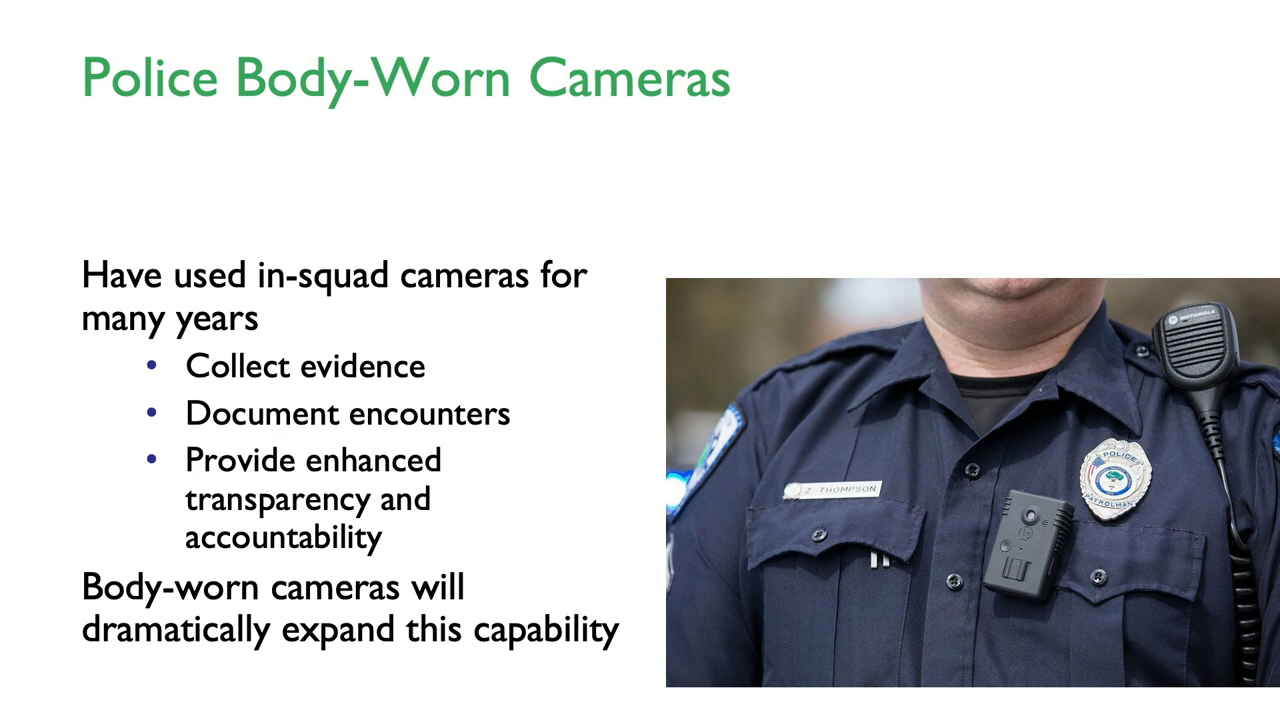 Police Body-Worn Cameras
Have used in-squad cameras for
many years
• Collect evidence
• Document encounters
• Provide enhanced
transparency and
accountability
Body-worn cameras will
dramatically expand this capability
MOTOROLA
POLICE
Z. THOMPSON
PATROLMAN